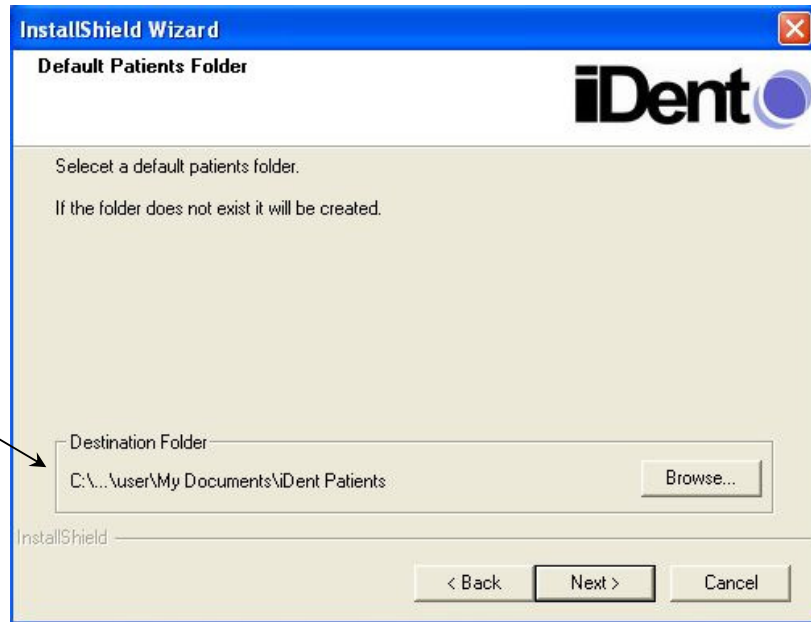 InstallShield Wizard
Default Patients Folder
iDent
Selecet a default patients folder.
If the folder does not exist it will be created.
Destination Folder
C:\...\user\My Documents\iDent Patients
Browse...
InstallShield
< Back Next > Cancel